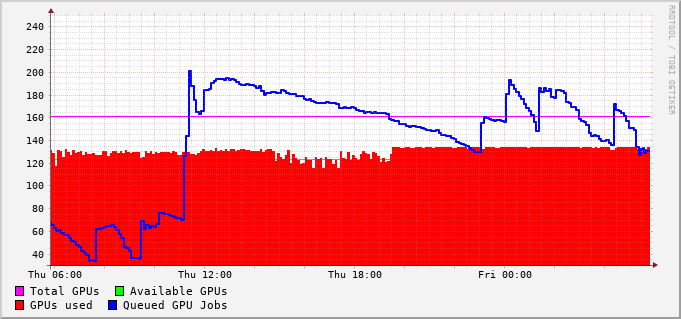 RRDTOOL / TOBI OETIKER
240
220
200
180
160
140
120
100
80
60
40
Thu 06:00 Thu 12:00 Thu 18:00 Fri 00:00
Total GPUs Available GPUs
GPUs used Queued GPU Jobs